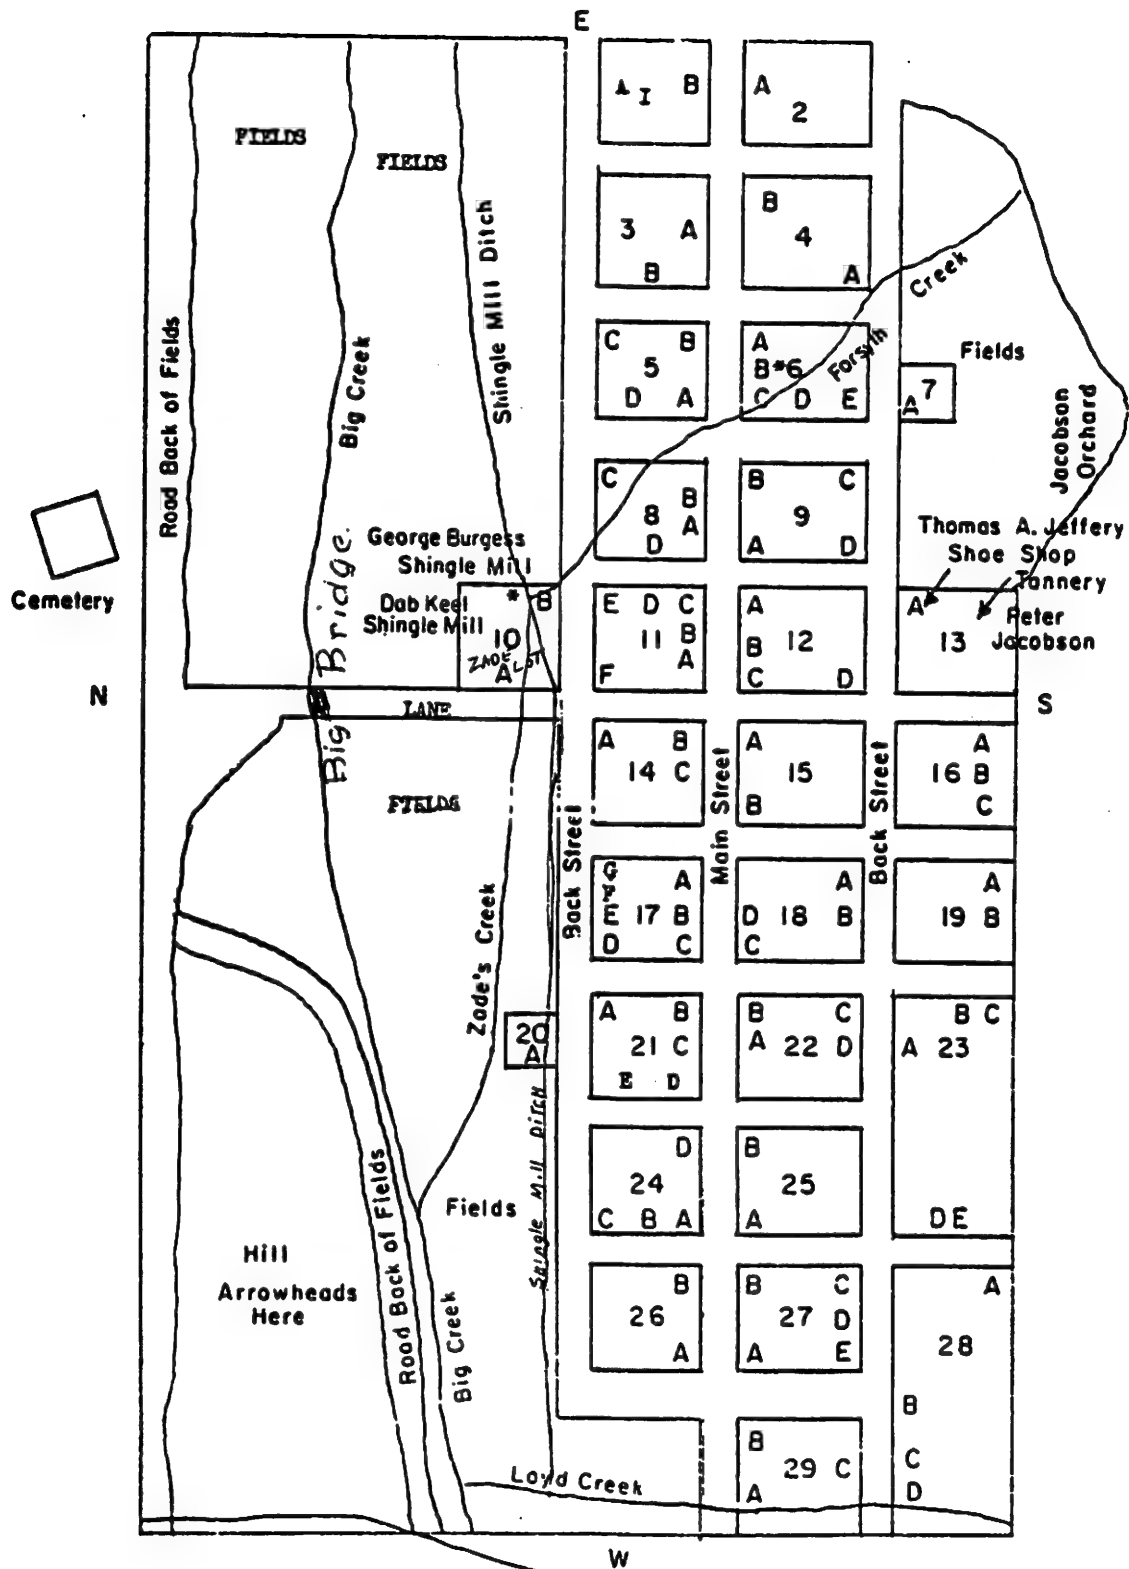 E
A I B
A
2
FIELDS
FIELDS
3 A
B
B
4
A
Shingle Mill Ditch
Creek
Road Back of Fields
Big Creek
C B
5
D A
A
B*6
C D E
Forsyth
Fields
7
A
Jacobson
Orchard
C
B
8 A
D
B C
9
A D
Thomas A. Jeffery
Shoe Shop
Tannery
Peter
Jacobson
A
13
Cemetery
George Burgess
Shingle Mill
* B
Dab Keel
Shingle Mill
10
ZADE LOT
A
E D C
11 B
A
F
A
B 12
C D
N
S
Big Bridge
LANE
FIELDS
A B
14 C
A
15
B
A
16 B
C
Back Street
Main Street
Back Street
G
F
E 17
D
A
B
C
A
D 18 B
C
A
19 B
Zade's Creek
20
A
A B
21 C
E D
B C
A 22 D
B C
A 23
D E
Shingle Mill Ditch
D
24
C B A
B
25
A
Fields
Hill
Arrowheads
Here
Road Back of Fields
Big Creek
B
26
A
B C
27 D
A E
A
28
B
C
D
B
29 C
A
Loyd Creek
W